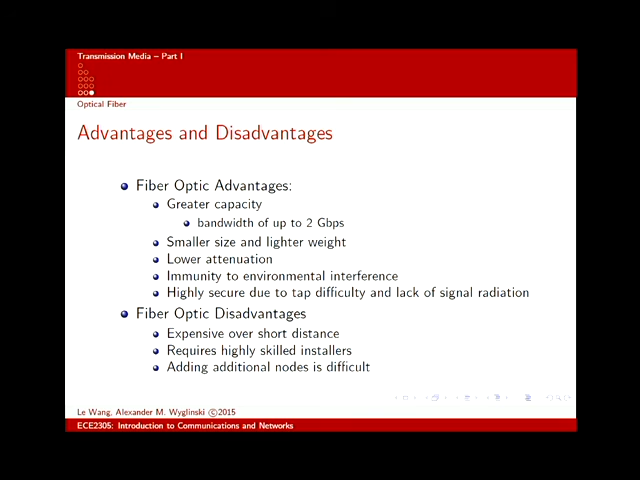 Transmission Media – Part I
Optical Fiber
Advantages and Disadvantages
Fiber Optic Advantages:
Greater capacity
bandwidth of up to 2 Gbps
Smaller size and lighter weight
Lower attenuation
Immunity to environmental interference
Highly secure due to tap difficulty and lack of signal radiation
Fiber Optic Disadvantages
Expensive over short distance
Requires highly skilled installers
Adding additional nodes is difficult
Le Wang, Alexander M. Wyglinski ©2015
ECE2305: Introduction to Communications and Networks